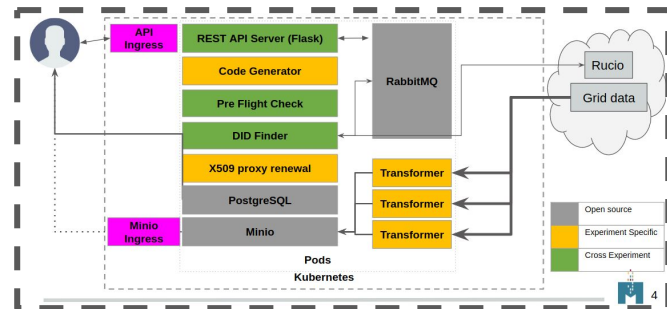 API
Ingress
REST API Server (Flask)
Code Generator
Pre Flight Check
DID Finder
X509 proxy renewal
PostgreSQL
Minio
Ingress
Minio
RabbitMQ
Transformer
Transformer
Transformer
Pods
Kubernetes
Rucio
Grid data
Open source
Experiment Specific
Cross Experiment
M
4